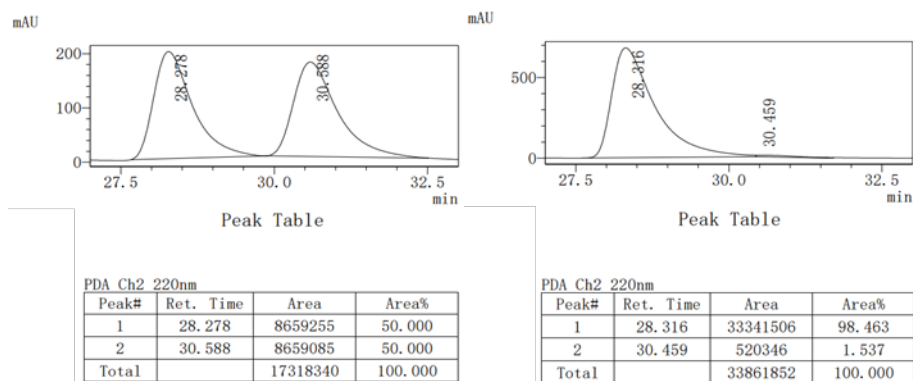 mAU
200
100
0
28.278
30.588
27.5 30.0 32.5
min
Peak Table
PDA Ch2 220nm
Peak# Ret. Time Area Area%
1 28.278 8659255 50.000
2 30.588 8659085 50.000
Total 17318340 100.000
mAU
500
0
28.316
30.459
27.5 30.0 32.5
min
Peak Table
PDA Ch2 220nm
Peak# Ret. Time Area Area%
1 28.316 33341506 98.463
2 30.459 520346 1.537
Total 33861852 100.000